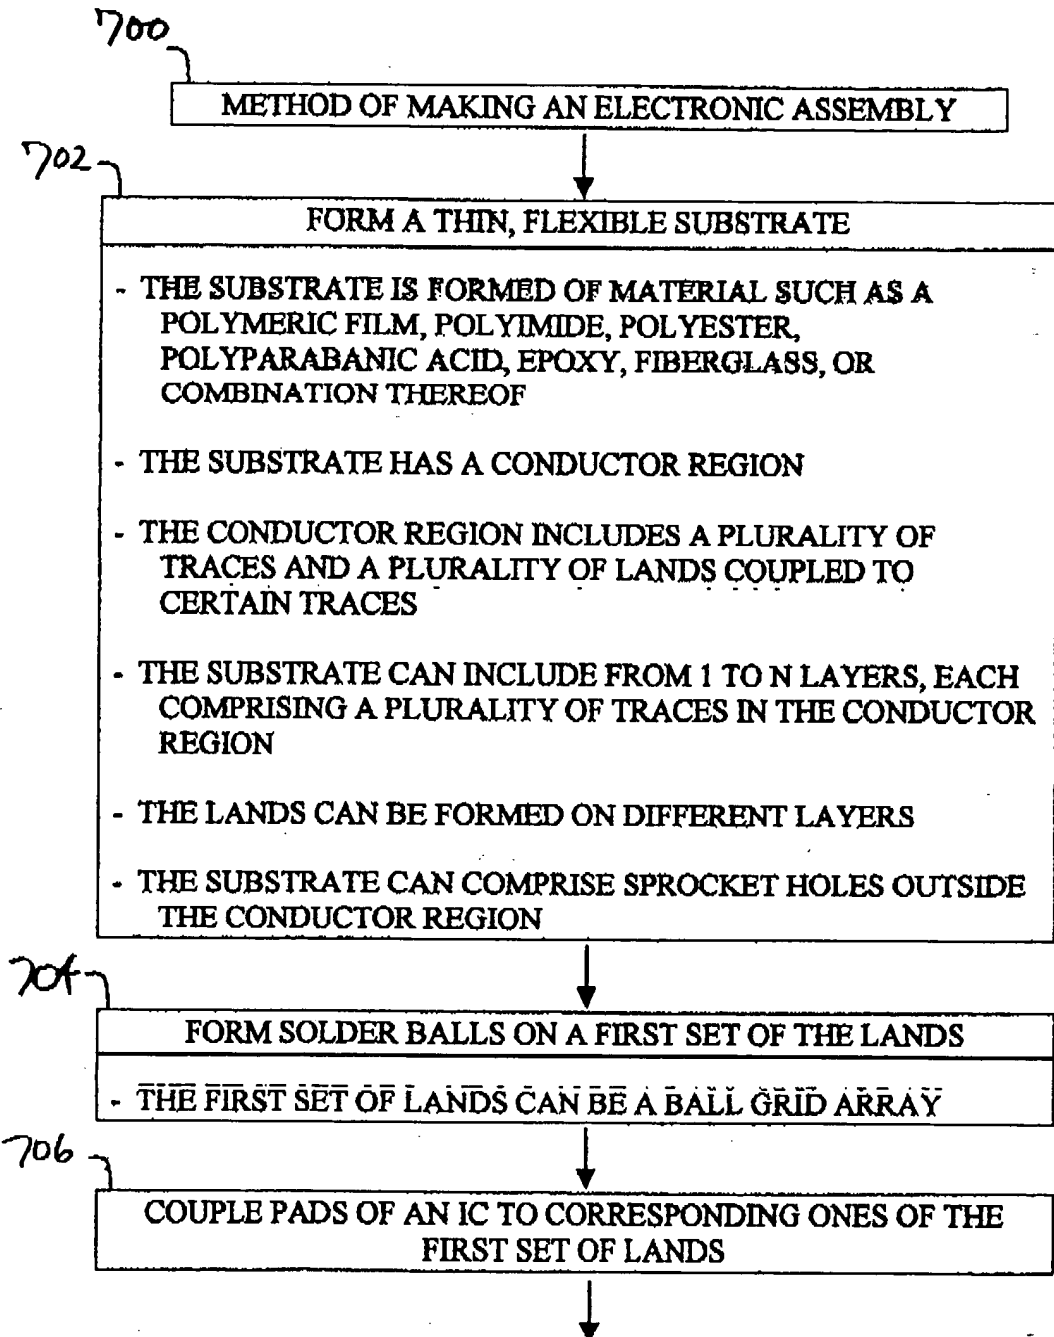 700
METHOD OF MAKING AN ELECTRONIC ASSEMBLY
702
FORM A THIN, FLEXIBLE SUBSTRATE
- THE SUBSTRATE IS FORMED OF MATERIAL SUCH AS A
POLYMERIC FILM, POLYIMIDE, POLYESTER,
POLYPARABANIC ACID, EPOXY, FIBERGLASS, OR
COMBINATION THEREOF
- THE SUBSTRATE HAS A CONDUCTOR REGION
- THE CONDUCTOR REGION INCLUDES A PLURALITY OF
TRACES AND A PLURALITY OF LANDS COUPLED TO
CERTAIN TRACES
- THE SUBSTRATE CAN INCLUDE FROM 1 TO N LAYERS, EACH
COMPRISING A PLURALITY OF TRACES IN THE CONDUCTOR
REGION
- THE LANDS CAN BE FORMED ON DIFFERENT LAYERS
- THE SUBSTRATE CAN COMPRISE SPROCKET HOLES OUTSIDE
THE CONDUCTOR REGION
704
FORM SOLDER BALLS ON A FIRST SET OF THE LANDS
- THE FIRST SET OF LANDS CAN BE A BALL GRID ARRAY
706
COUPLE PADS OF AN IC TO CORRESPONDING ONES OF THE
FIRST SET OF LANDS